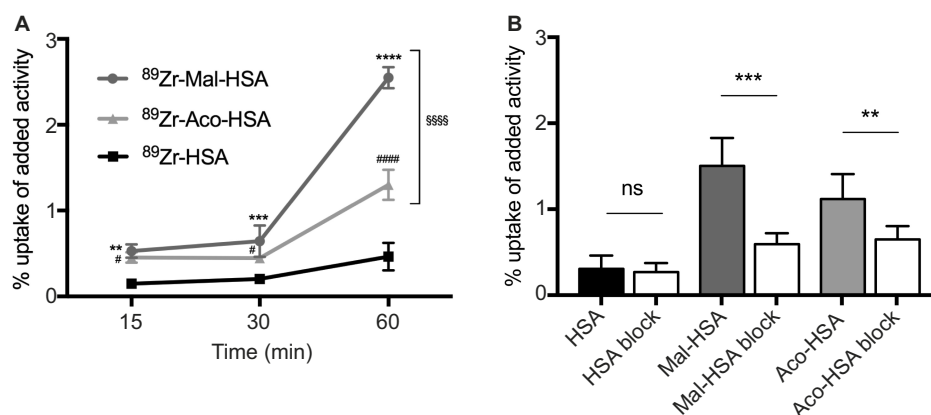 A
% uptake of added activity
3
2
1
0
⁸⁹Zr-Mal-HSA
⁸⁹Zr-Aco-HSA
⁸⁹Zr-HSA
**
#
***
#
****
####
§§§§
15
30
60
Time (min)
B
% uptake of added activity
3
2
1
0
ns
***
**
HSA
HSA block
Mal-HSA
Mal-HSA block
Aco-HSA
Aco-HSA block